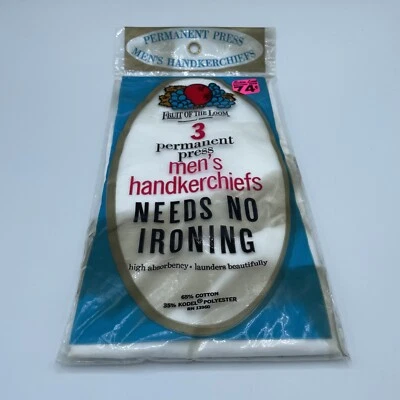 PERMANENT PRESS
MEN'S HANDKERCHIEFS
74¢
FRUIT OF THE LOOM
3
permanent
press
men's
handkerchiefs
NEEDS NO
IRONING
high absorbency • launders beautifully
65% COTTON
35% KODEL® POLYESTER